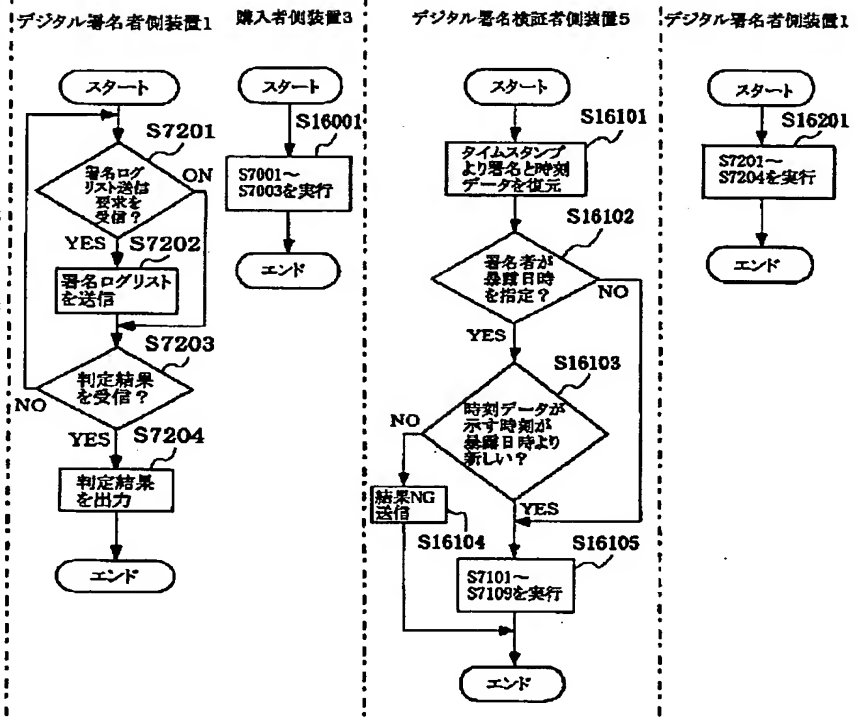 デジタル署名者側装置1
スタート
S7201
署名ログ
リスト送信
要求を
受信?
ON
YES
S7202
署名ログリスト
を送信
S7203
判定結果
を受信?
NO
YES
S7204
判定結果
を出力
エンド
購入者側装置3
スタート
S16001
S7001~
S7003を実行
エンド
デジタル署名検証者側装置5
スタート
S16101
タイムスタンプ
より署名と時刻
データを復元
S16102
署名者が
暴露日時
を指定?
NO
YES
S16103
時刻データが
示す時刻が
暴露日時より
新しい?
NO
YES
結果NG
送信
S16104
S16105
S7101~
S7109を実行
エンド
デジタル署名者側装置1
スタート
S16201
S7201~
S7204を実行
エンド